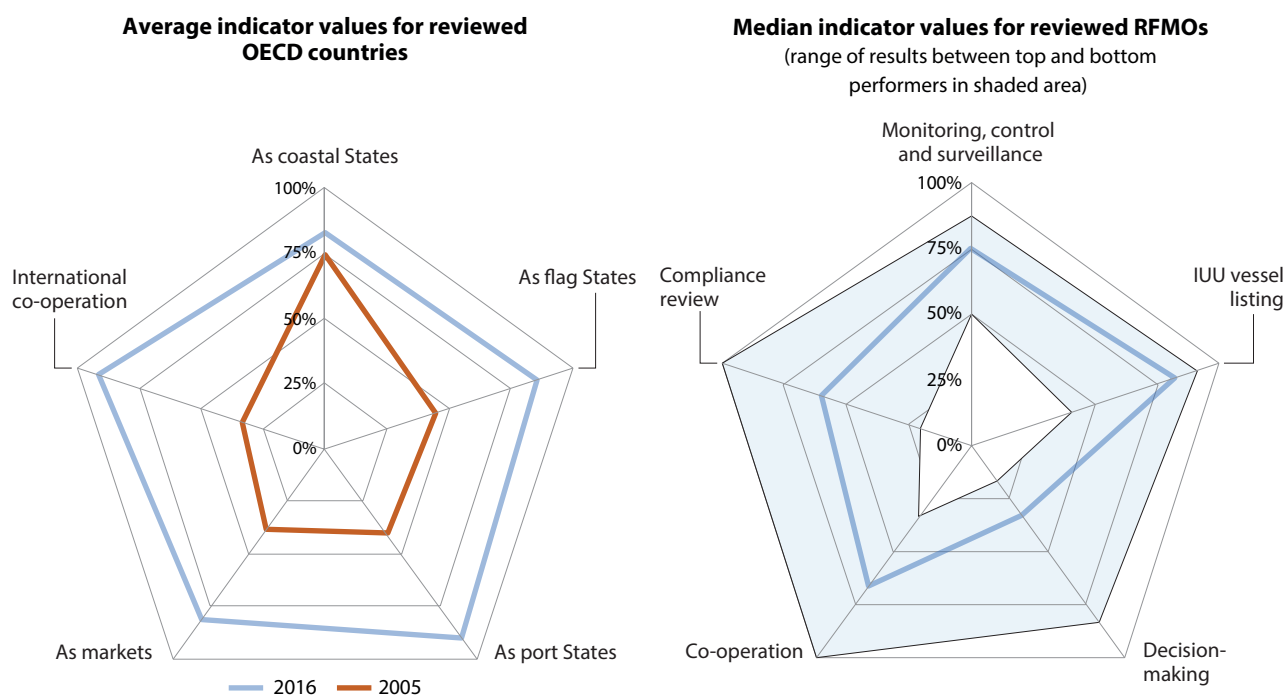 Average indicator values for reviewed
OECD countries
As coastal States
100%
75%
50%
25%
0%
International
co-operation
As flag States
As markets
As port States
2016
2005
Median indicator values for reviewed RFMOs
(range of results between top and bottom
performers in shaded area)
Monitoring, control
and surveillance
100%
75%
50%
25%
0%
Compliance
review
IUU vessel
listing
Co-operation
Decision-
making